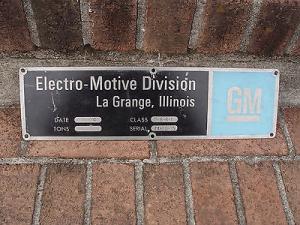 Electro-Motive Division
La Grange, Illinois
GM
DATE CLASS
TONS SERIAL